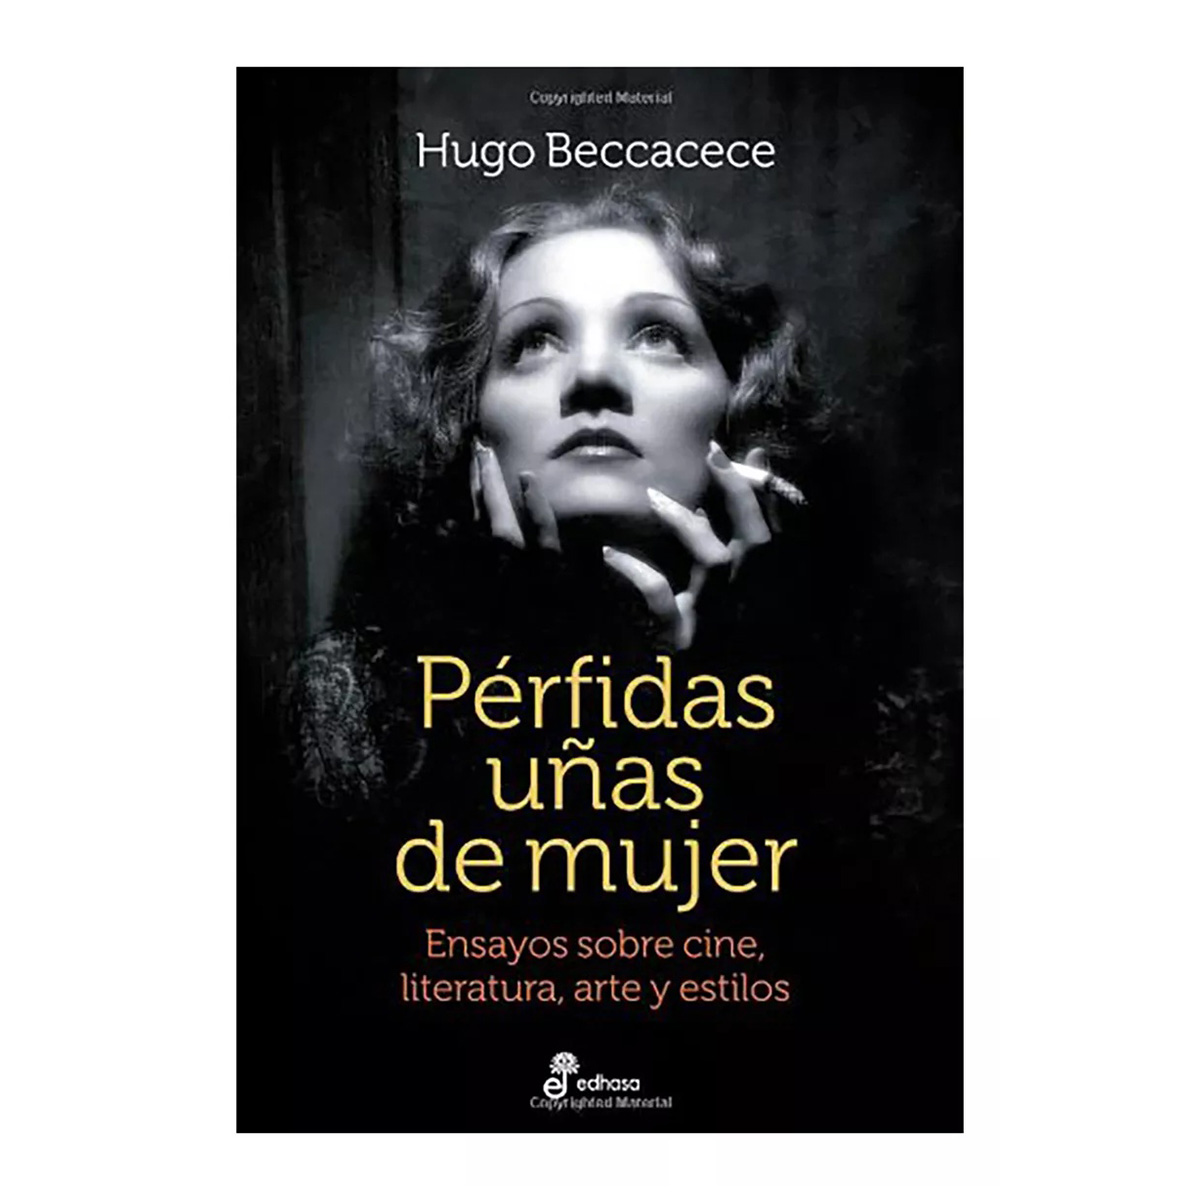 Copyrighted Material
Hugo Beccacece
Pérfidas
uñas
de mujer
Ensayos sobre cine,
literatura, arte y estilos
edhasa
Copyrighted Material